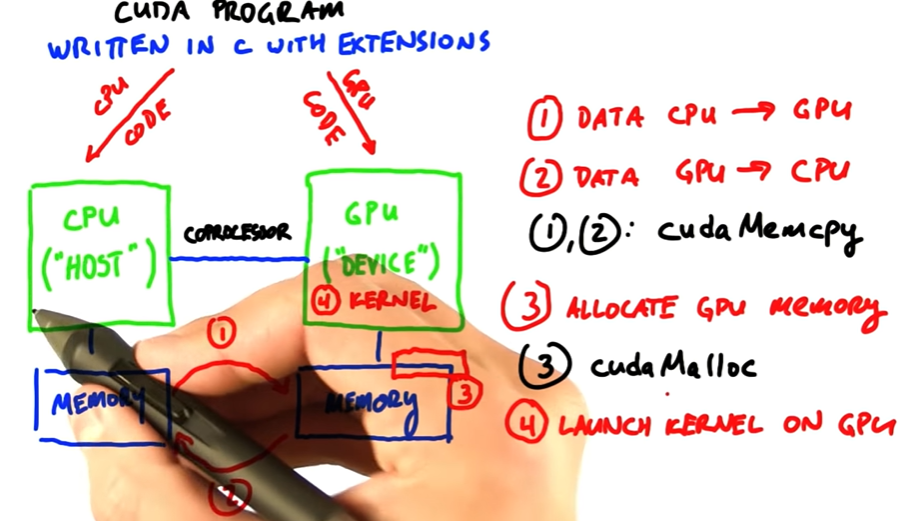 CUDA PROGRAM
WRITTEN IN C WITH EXTENSIONS
CPU
CODE
GPU
CODE
CPU
("HOST")
COPROCESSOR
GPU
("DEVICE")
④ KERNEL
①
MEMORY
MEMORY
③
②
① DATA CPU → GPU
② DATA GPU → CPU
①,②: cudaMemcpy
③ ALLOCATE GPU MEMORY
③ cudaMalloc
④ LAUNCH KERNEL ON GPU